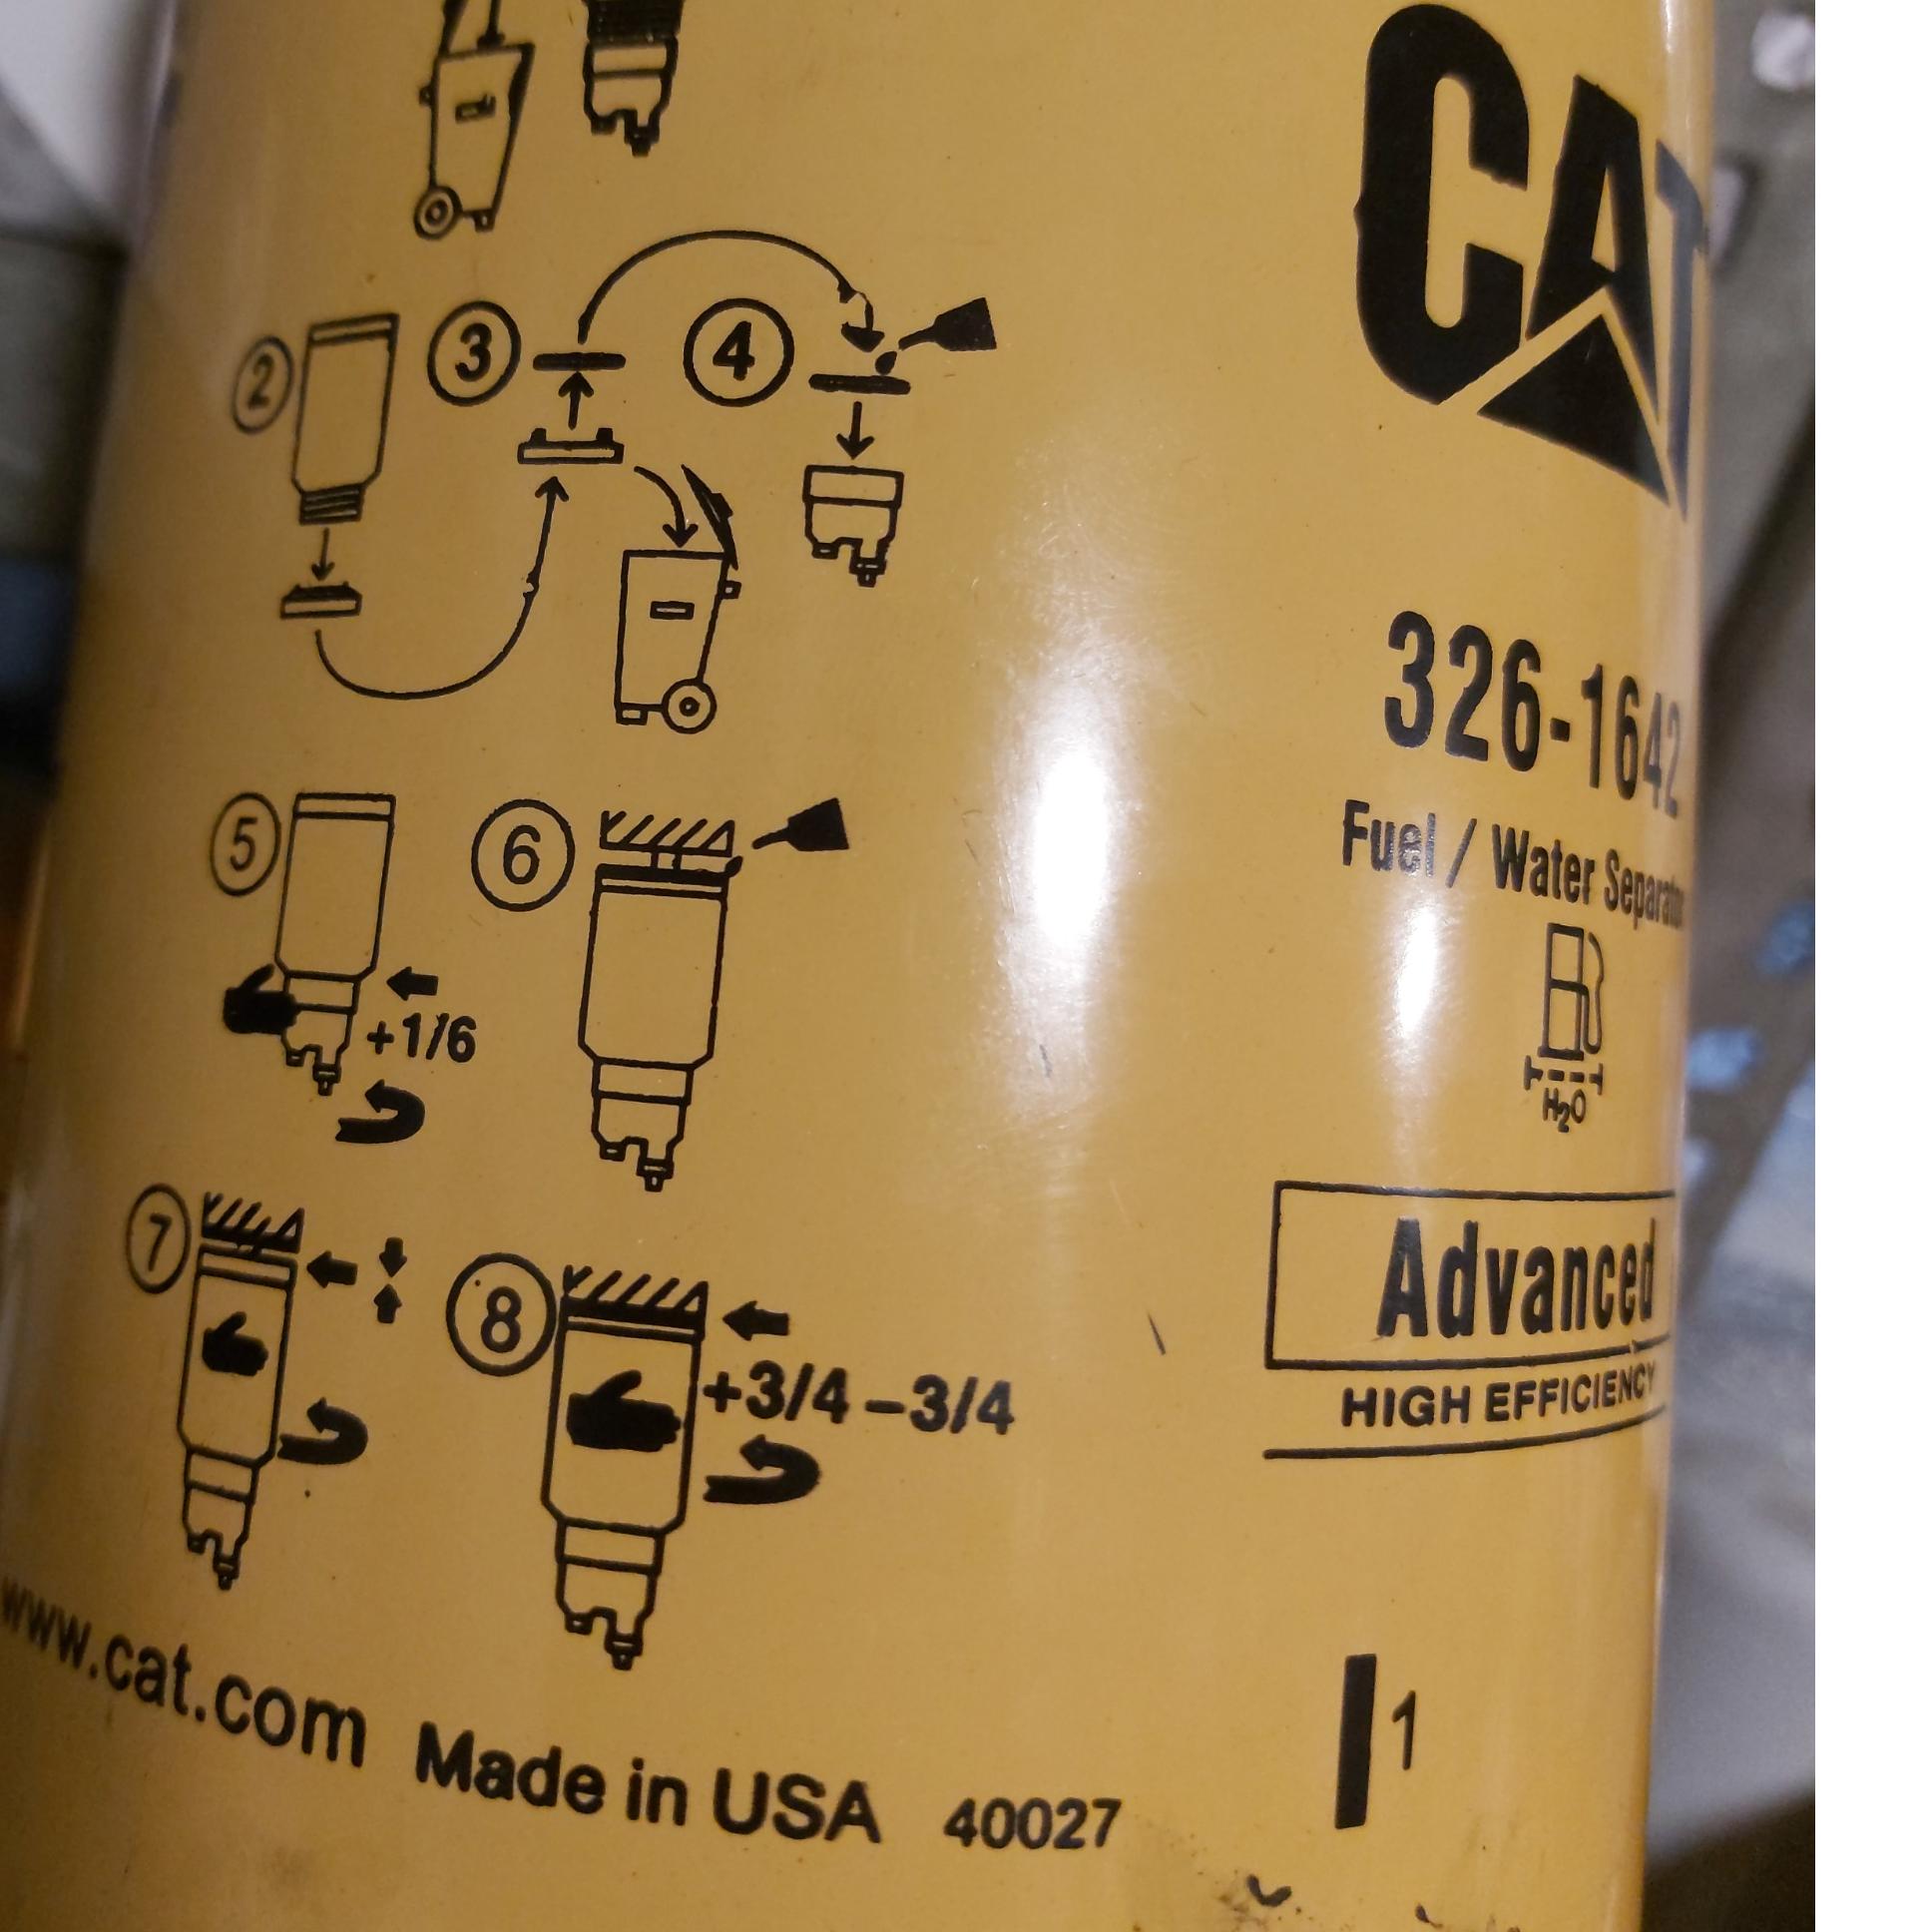 CAT
2
3
4
326-1642
Fuel / Water Separator
H2O
5
6
+1/6
7
8
+3/4 -3/4
Advanced
HIGH EFFICIENCY
www.cat.com Made in USA 40027
1